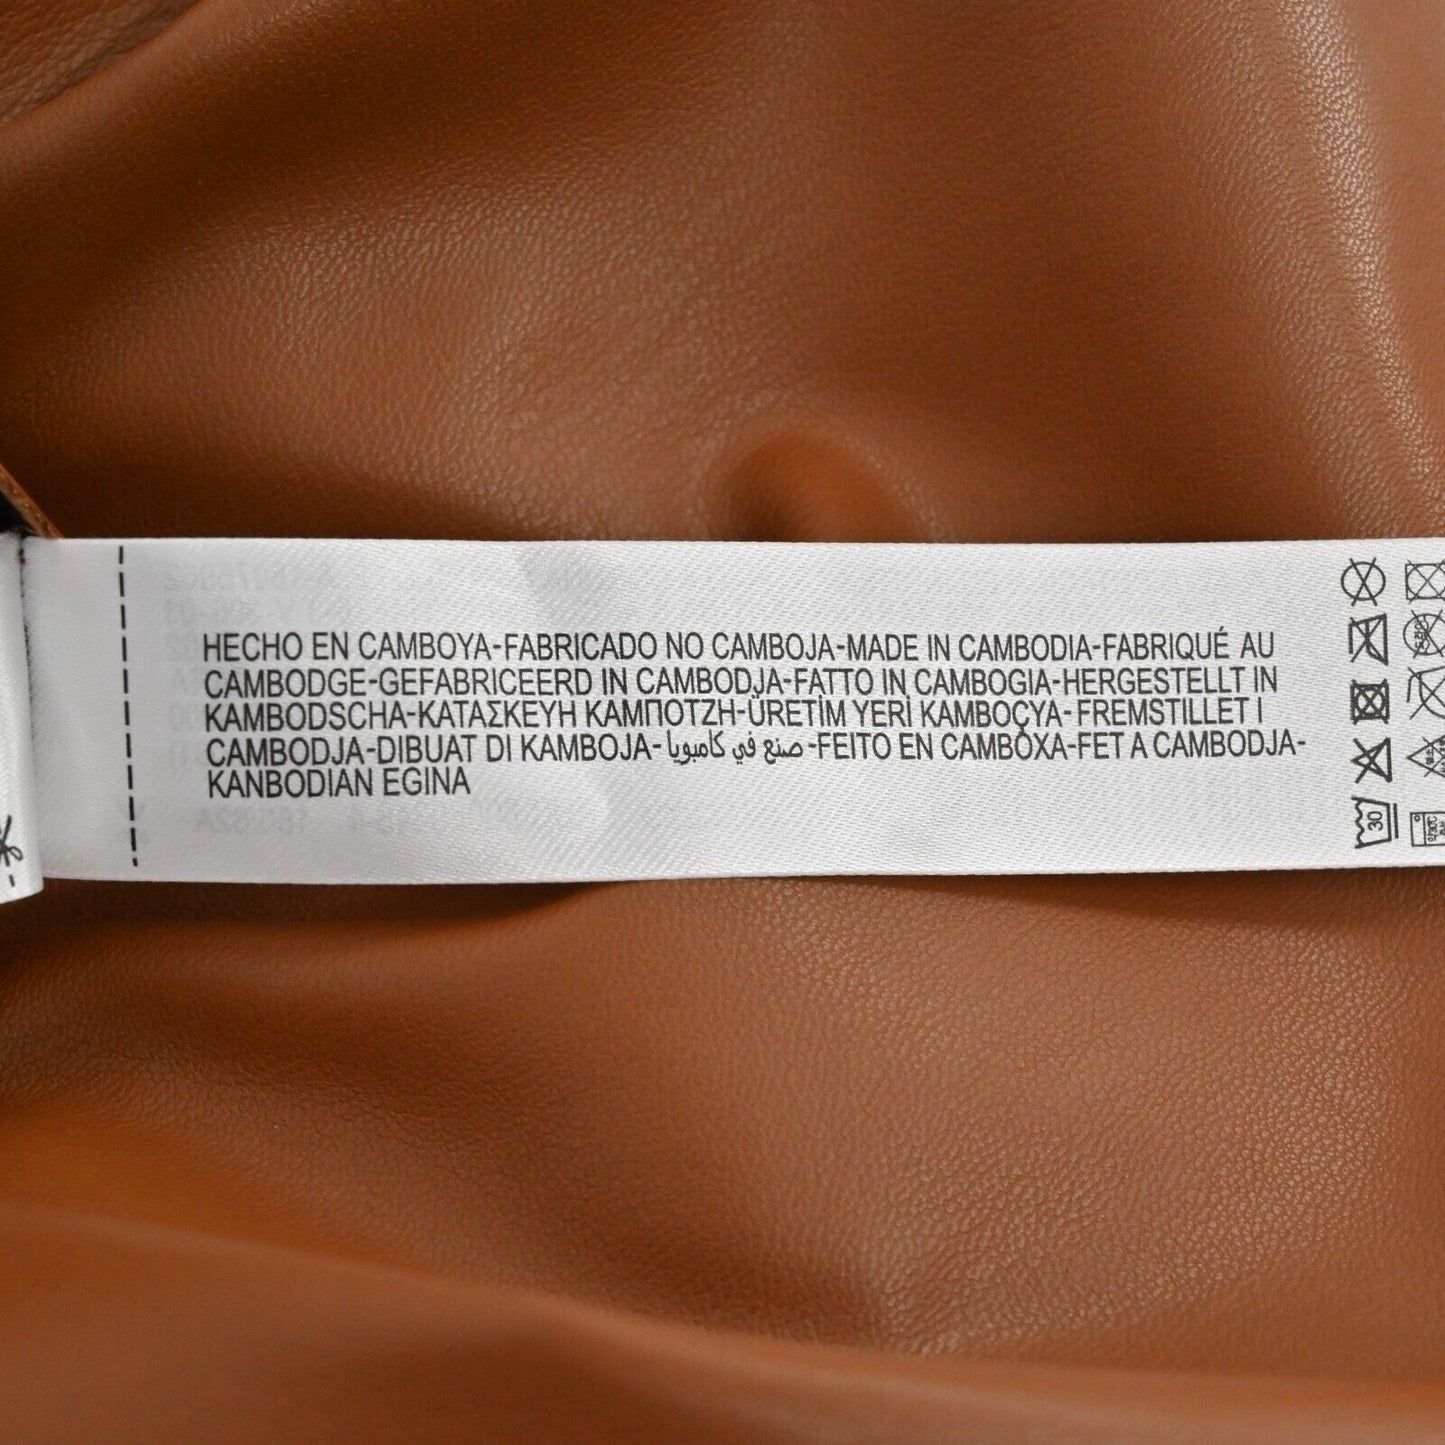 HECHO EN CAMBOYA-FABRICADO NO CAMBOJA-MADE IN CAMBODIA-FABRIQUÉ AU
CAMBODGE-GEFABRICEERD IN CAMBODJA-FATTO IN CAMBOGIA-HERGESTELLT IN
KAMBODSCHA-ΚΑΤΑΣΚΕΥΗ ΚΑΜΠΟΤΖΗ-ÜRETİM YERİ KAMBOÇYA-FREMSTILLET I
CAMBODJA-DIBUAT DI KAMBOJA-صنع في كامبوبا-FEITO EN CAMBOXA-FET A CAMBODJA-
KANBODIAN EGINA
30